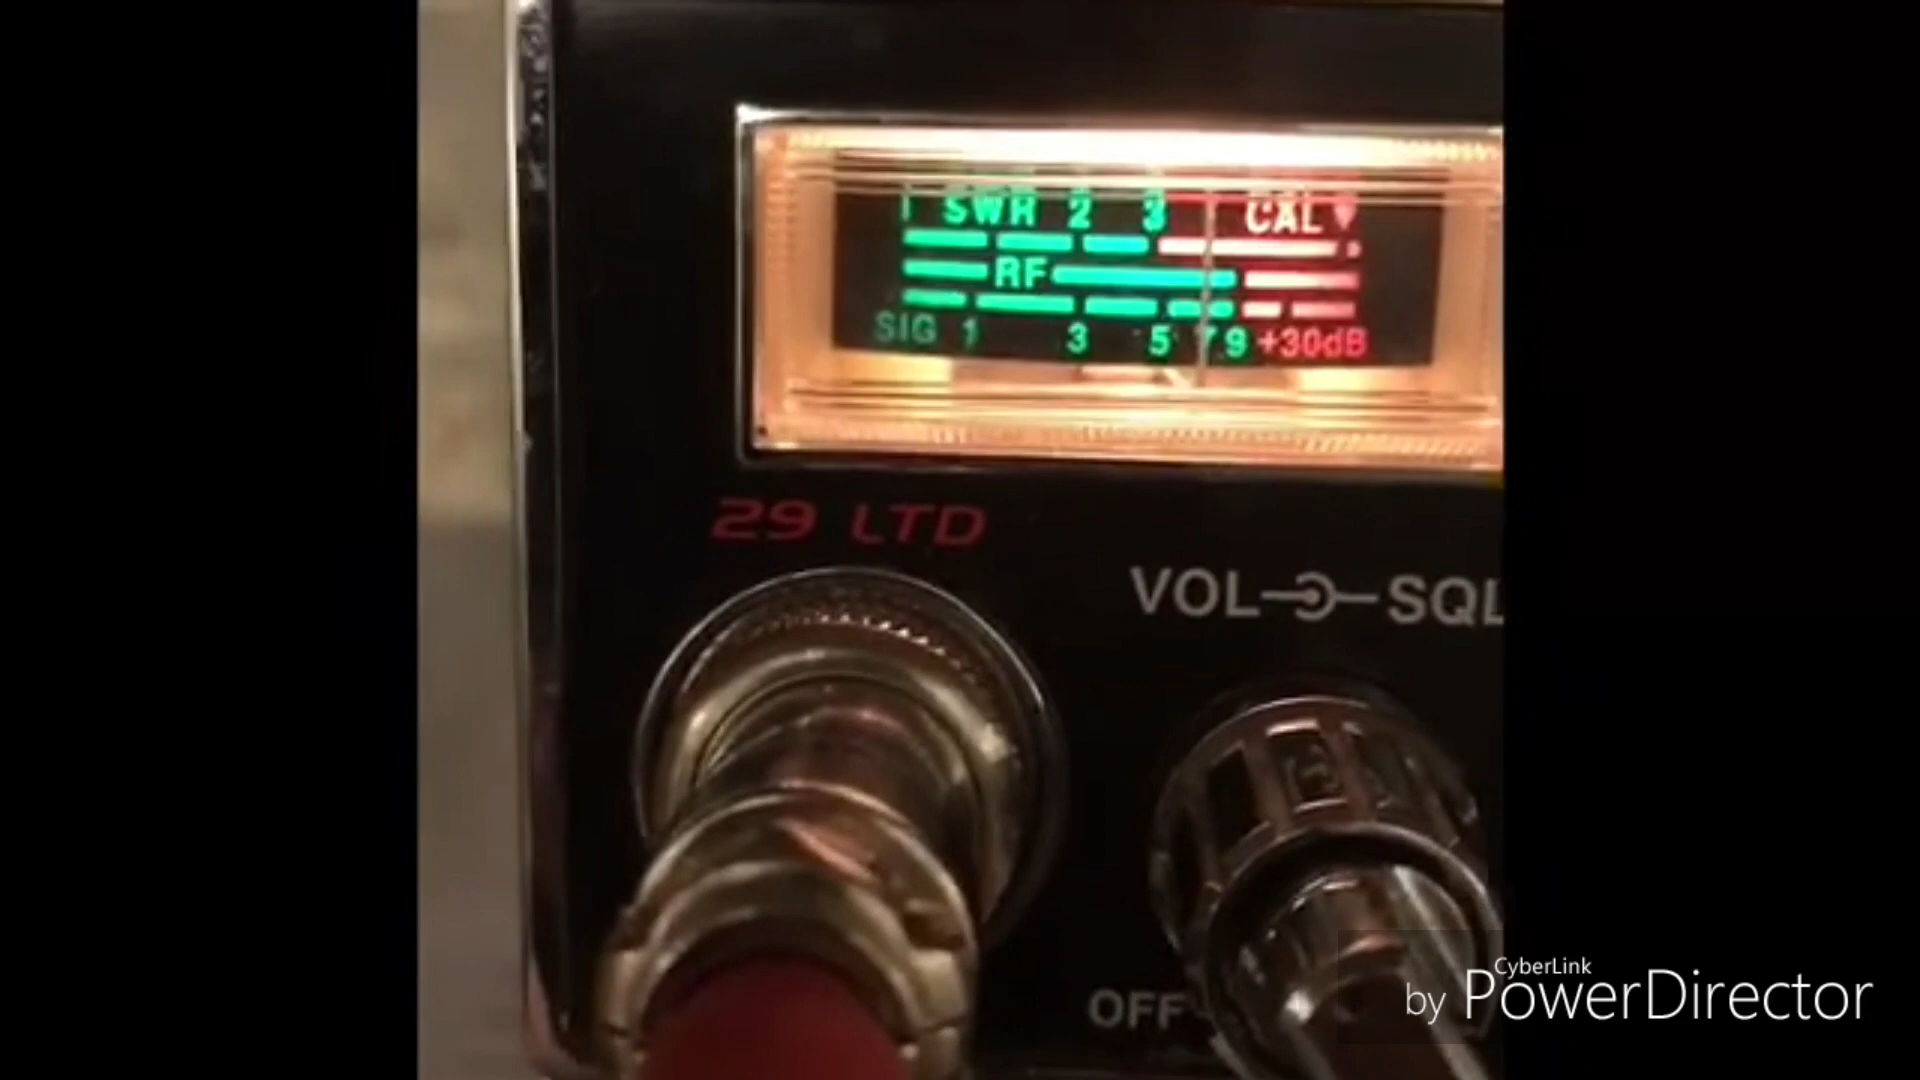 SWR 2 3 CAL
RF
SIG 1 3 5 7 9 +30dB
29 LTD
VOL SQL
OFF
CyberLink
by PowerDirector